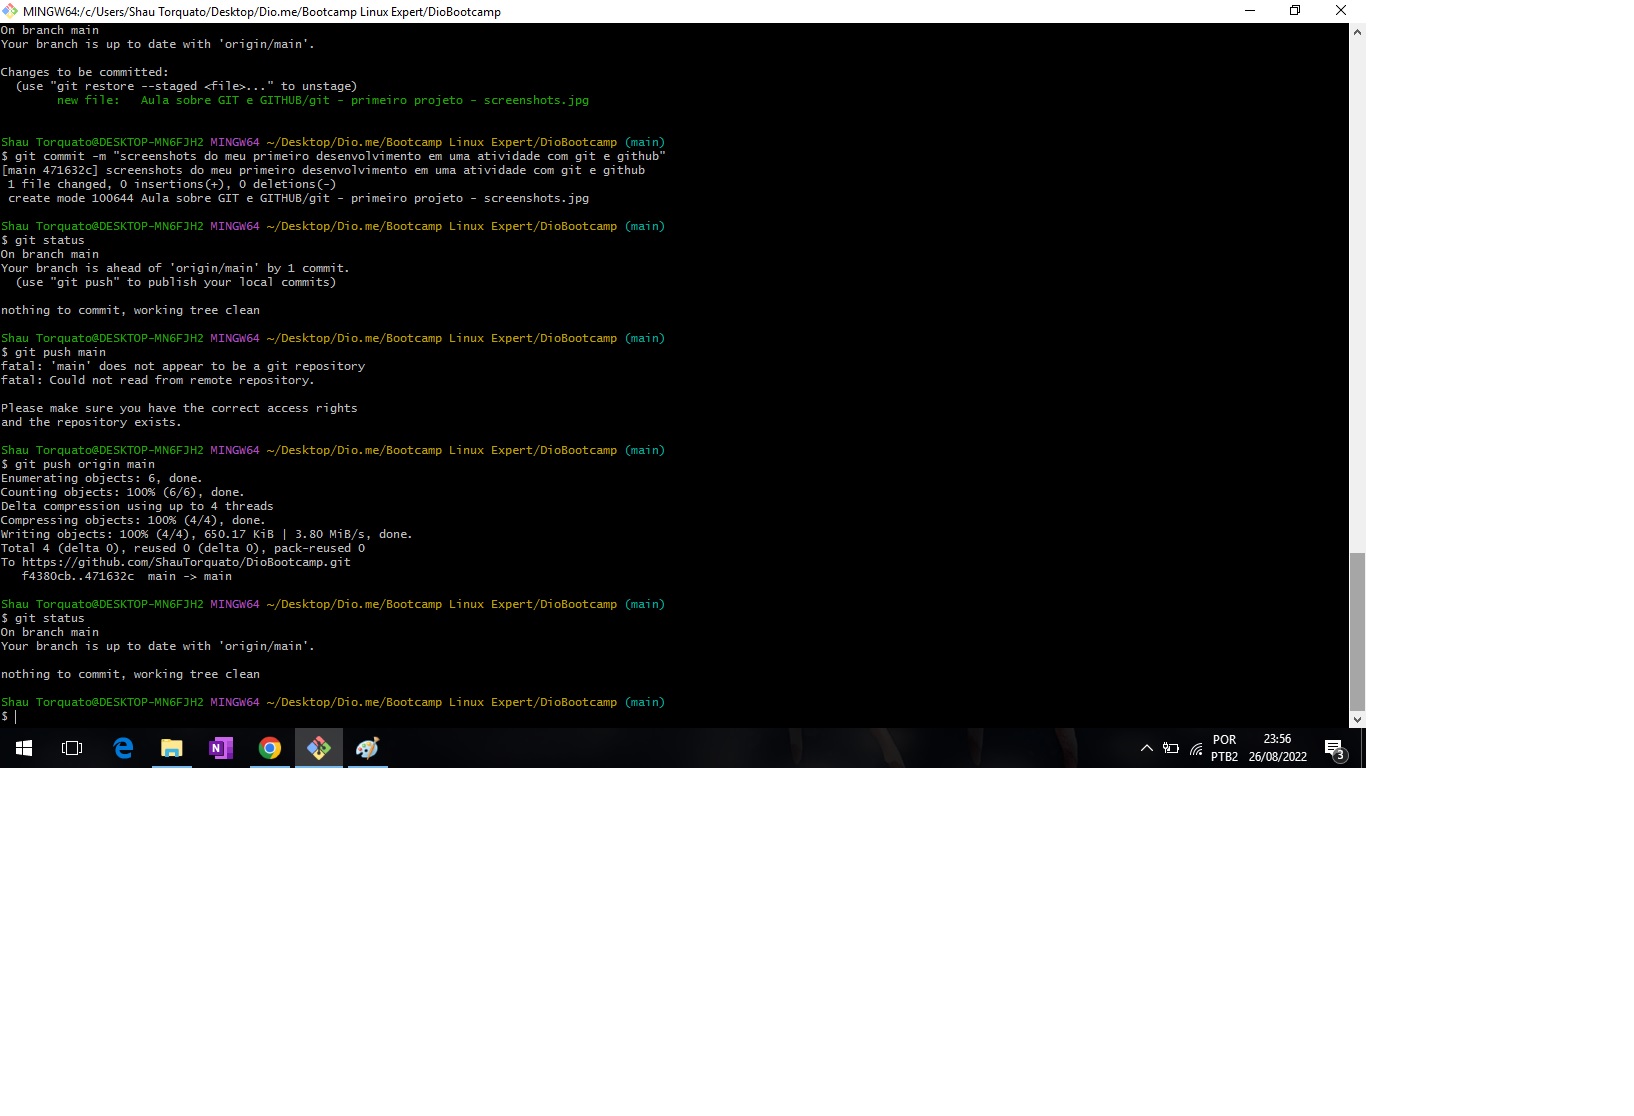 MINGW64:/c/Users/Shau Torquato/Desktop/Dio.me/Bootcamp Linux Expert/DioBootcamp
On branch main
Your branch is up to date with 'origin/main'.
Changes to be committed:
  (use "git restore --staged <file>..." to unstage)
        new file:   Aula sobre GIT e GITHUB/git - primeiro projeto - screenshots.jpg
Shau Torquato@DESKTOP-MN6FJH2 MINGW64 ~/Desktop/Dio.me/Bootcamp Linux Expert/DioBootcamp (main)
$ git commit -m "screenshots do meu primeiro desenvolvimento em uma atividade com git e github"
[main 471632c] screenshots do meu primeiro desenvolvimento em uma atividade com git e github
 1 file changed, 0 insertions(+), 0 deletions(-)
 create mode 100644 Aula sobre GIT e GITHUB/git - primeiro projeto - screenshots.jpg
Shau Torquato@DESKTOP-MN6FJH2 MINGW64 ~/Desktop/Dio.me/Bootcamp Linux Expert/DioBootcamp (main)
$ git status
On branch main
Your branch is ahead of 'origin/main' by 1 commit.
  (use "git push" to publish your local commits)
nothing to commit, working tree clean
Shau Torquato@DESKTOP-MN6FJH2 MINGW64 ~/Desktop/Dio.me/Bootcamp Linux Expert/DioBootcamp (main)
$ git push main
fatal: 'main' does not appear to be a git repository
fatal: Could not read from remote repository.
Please make sure you have the correct access rights
and the repository exists.
Shau Torquato@DESKTOP-MN6FJH2 MINGW64 ~/Desktop/Dio.me/Bootcamp Linux Expert/DioBootcamp (main)
$ git push origin main
Enumerating objects: 6, done.
Counting objects: 100% (6/6), done.
Delta compression using up to 4 threads
Compressing objects: 100% (4/4), done.
Writing objects: 100% (4/4), 650.17 KiB | 3.80 MiB/s, done.
Total 4 (delta 0), reused 0 (delta 0), pack-reused 0
To https://github.com/ShauTorquato/DioBootcamp.git
   f4380cb..471632c  main -> main
Shau Torquato@DESKTOP-MN6FJH2 MINGW64 ~/Desktop/Dio.me/Bootcamp Linux Expert/DioBootcamp (main)
$ git status
On branch main
Your branch is up to date with 'origin/main'.
nothing to commit, working tree clean
Shau Torquato@DESKTOP-MN6FJH2 MINGW64 ~/Desktop/Dio.me/Bootcamp Linux Expert/DioBootcamp (main)
$
N
POR
PTB2
23:56
26/08/2022
3